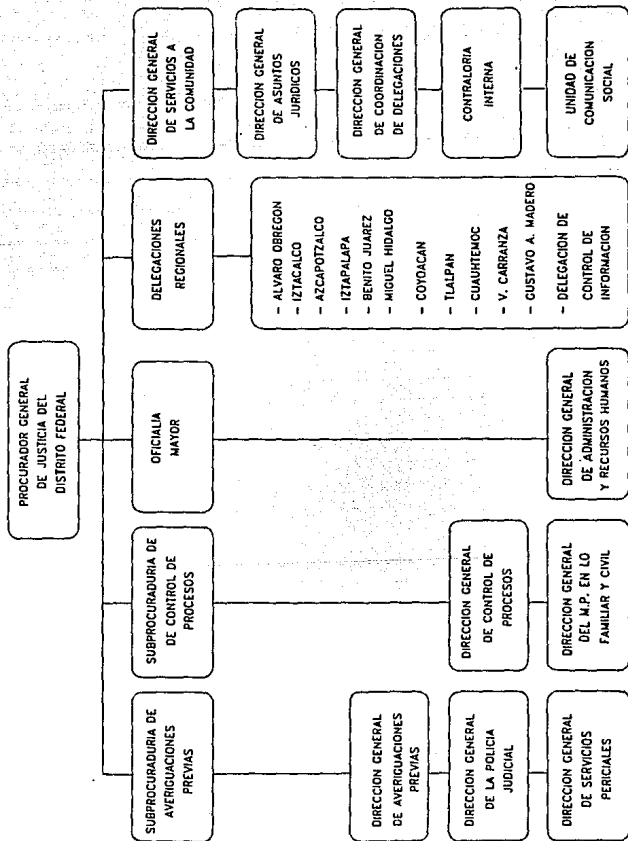 PROCURADOR GENERAL
DE JUSTICIA DEL
DISTRITO FEDERAL
SUBPROCURADURIA DE
AVERIGUACIONES
PREVIAS
SUBPROCURADURIA
DE CONTROL DE
PROCESOS
OFICIALIA
MAYOR
DELEGACIONES
REGIONALES
DIRECCION GENERAL
DE SERVICIOS A
LA COMUNIDAD
DIRECCION GENERAL
DE AVERIGUACIONES
PREVIAS
DIRECCION GENERAL
DE LA POLICIA
JUDICIAL
DIRECCION GENERAL
DE SERVICIOS
PERICIALES
DIRECCION GENERAL
DE CONTROL DE
PROCESOS
DIRECCION GENERAL
DEL M.P. EN LO
FAMILIAR Y CIVIL
DIRECCION GENERAL
DE ADMINISTRACION
Y RECURSOS HUMANOS
- ALVARO OBREGON
- IZTACALCO
- AZCAPOTZALCO
- IZTAPALAPA
- BENITO JUAREZ
- MIGUEL HIDALGO
- COYOACAN
- TLALPAN
- CUAUHTEMOC
- V. CARRANZA
- GUSTAVO A. MADERO
- DELEGACION DE
CONTROL DE
INFORMACION
DIRECCION GENERAL
DE ASUNTOS
JURIDICOS
DIRECCION GENERAL
DE COORDINACION
DE DELEGACIONES
CONTRALORIA
INTERNA
UNIDAD DE
COMUNICACION
SOCIAL